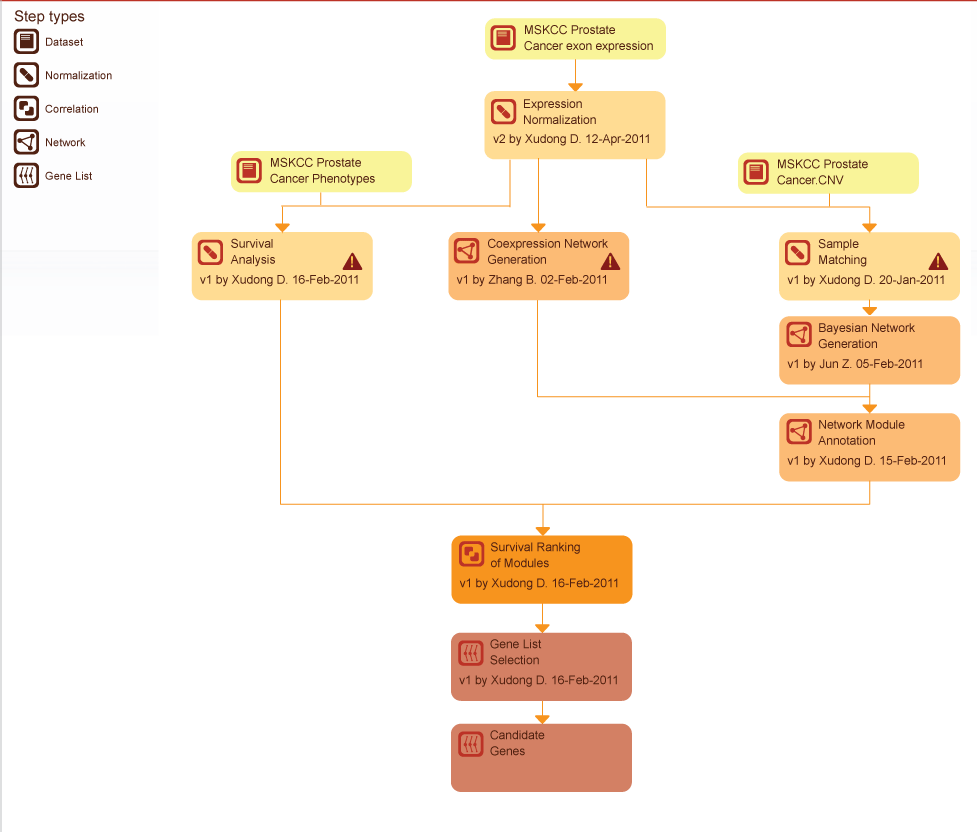 Step types
Dataset
Normalization
Correlation
Network
Gene List
MSKCC Prostate
Cancer exon expression
Expression
Normalization
v2 by Xudong D. 12-Apr-2011
MSKCC Prostate
Cancer Phenotypes
MSKCC Prostate
Cancer.CNV
Survival
Analysis
v1 by Xudong D. 16-Feb-2011
Coexpression Network
Generation
v1 by Zhang B. 02-Feb-2011
Sample
Matching
v1 by Xudong D. 20-Jan-2011
Bayesian Network
Generation
v1 by Jun Z. 05-Feb-2011
Network Module
Annotation
v1 by Xudong D. 15-Feb-2011
Survival Ranking
of Modules
v1 by Xudong D. 16-Feb-2011
Gene List
Selection
v1 by Xudong D. 16-Feb-2011
Candidate
Genes